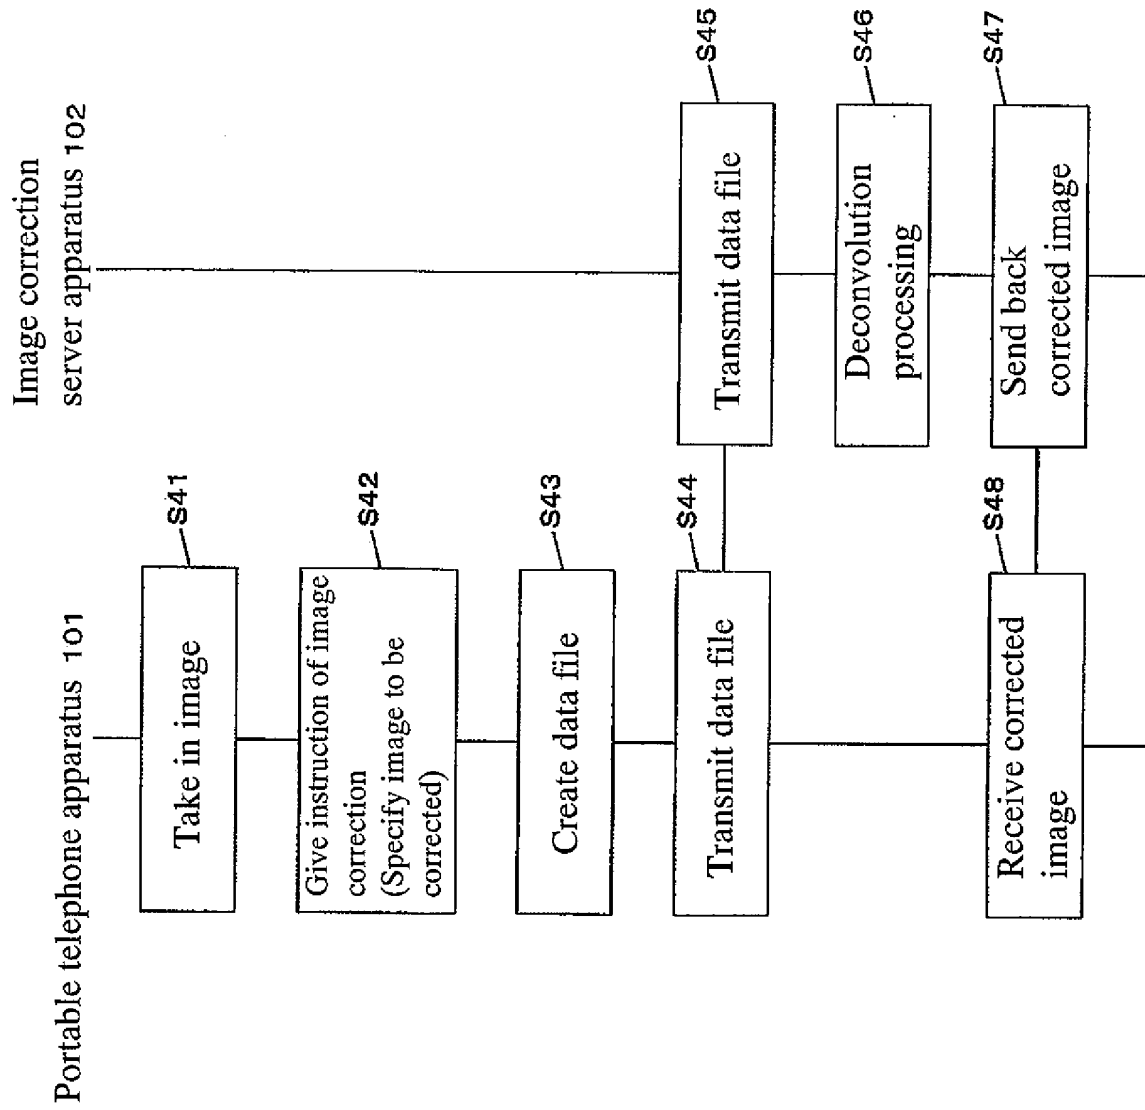 Portable telephone apparatus 101
Image correction
server apparatus 102
Take in image
S41
Give instruction of image
correction
(Specify image to be
corrected)
S42
Create data file
S43
Transmit data file
S44
Transmit data file
S45
Deconvolution
processing
S46
Send back
corrected image
S47
Receive corrected
image
S48